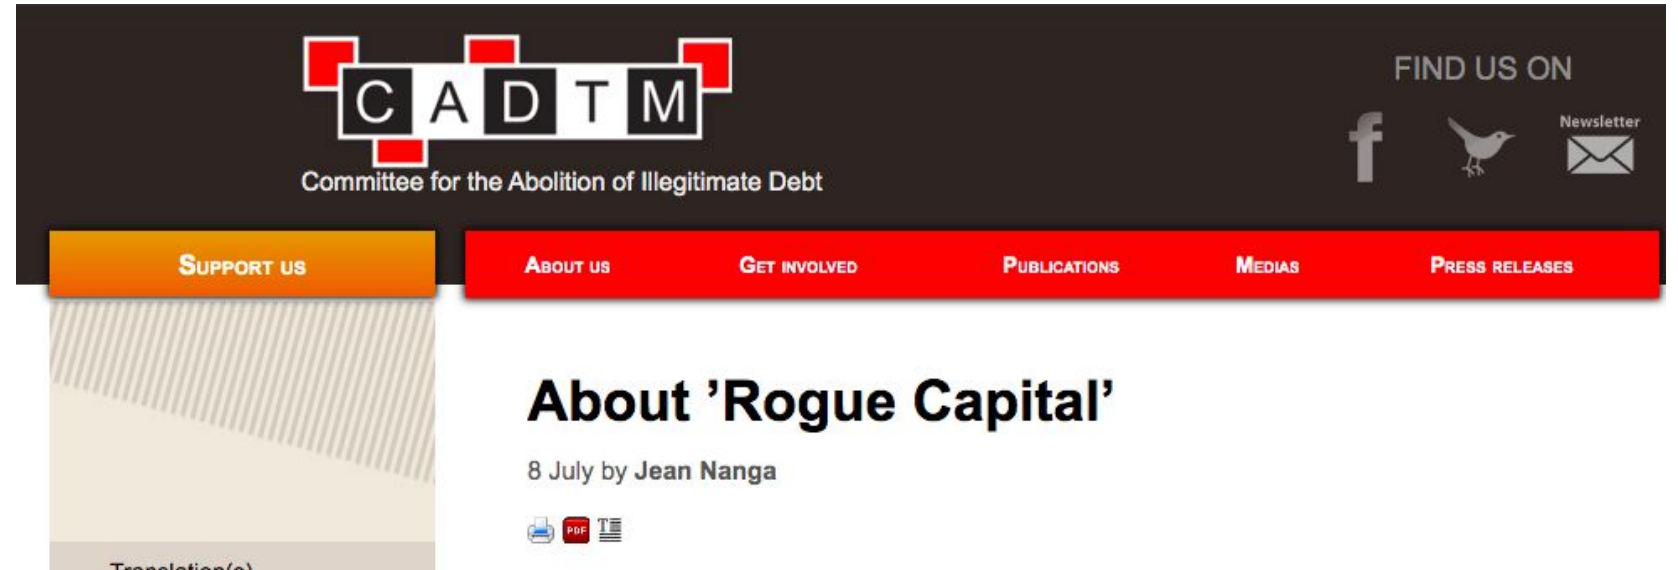 CADTM
Committee for the Abolition of Illegitimate Debt
FIND US ON
f
Newsletter
SUPPORT US
ABOUT US
GET INVOLVED
PUBLICATIONS
MEDIAS
PRESS RELEASES
About ’Rogue Capital’
8 July by Jean Nanga
PDF
Translation(s)